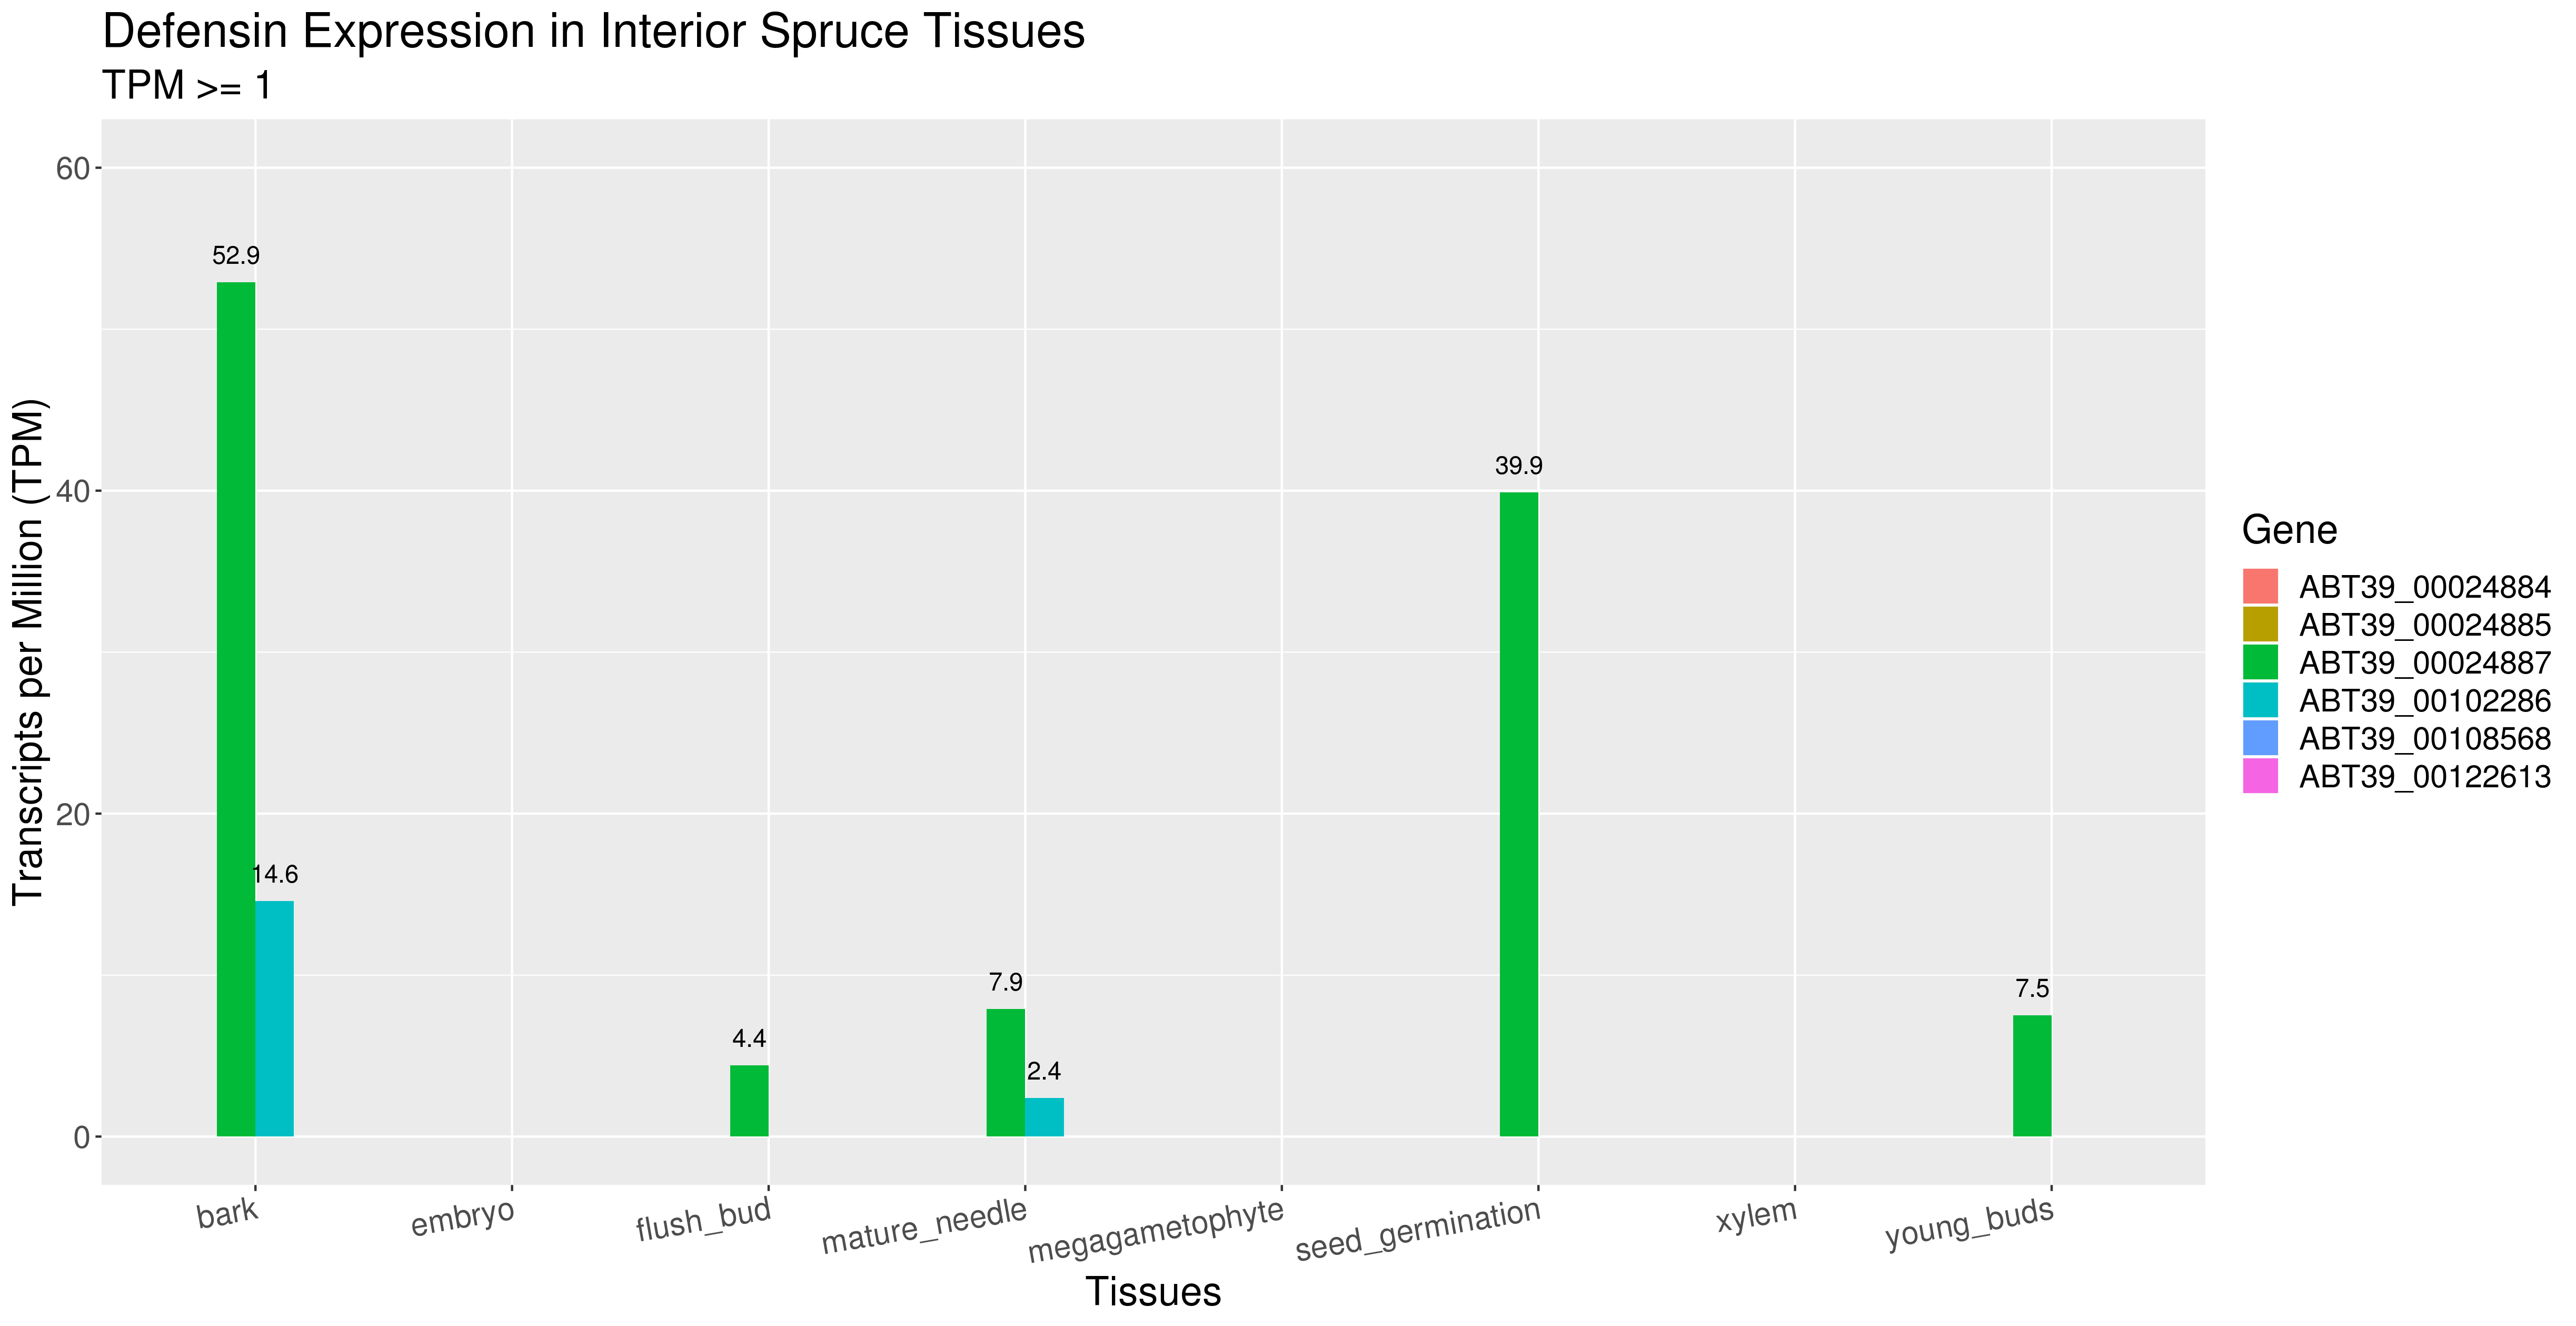 Defensin Expression in Interior Spruce Tissues
TPM >= 1
Transcripts per Million (TPM)
60
40
20
0
52.9
14.6
4.4
7.9
2.4
39.9
7.5
bark
embryo
flush_bud
mature_needle
megagametophyte
seed_germination
xylem
young_buds
Tissues
Gene
ABT39_00024884
ABT39_00024885
ABT39_00024887
ABT39_00102286
ABT39_00108568
ABT39_00122613